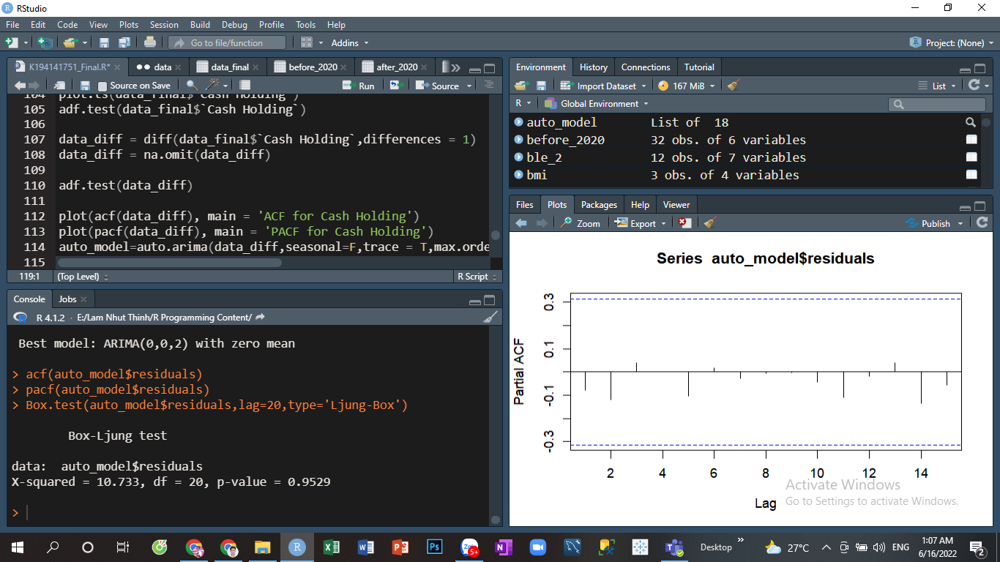 RStudio
File Edit Code View Plots Session Build Debug Profile Tools Help
Go to file/function Addins Project: (None)
K194141751_Final.R* data data_final before_2020 after_2020
Source on Save Run Source
104 plot.ts(data_final$`Cash Holding`)
105 adf.test(data_final$`Cash Holding`)
106
107 data_diff = diff(data_final$`Cash Holding`,differences = 1)
108 data_diff = na.omit(data_diff)
109
110 adf.test(data_diff)
111
112 plot(acf(data_diff), main = 'ACF for Cash Holding')
113 plot(pacf(data_diff), main = 'PACF for Cash Holding')
114 auto_model=auto.arima(data_diff,seasonal=F,trace = T,max.orde
115
119:1 (Top Level) R Script
Console Jobs
R 4.1.2 · E:/Lam Nhut Thinh/R Programming Content/
Best model: ARIMA(0,0,2) with zero mean
> acf(auto_model$residuals)
> pacf(auto_model$residuals)
> Box.test(auto_model$residuals,lag=20,type='Ljung-Box')
Box-Ljung test
data: auto_model$residuals
X-squared = 10.733, df = 20, p-value = 0.9529
>
Environment History Connections Tutorial
Import Dataset 167 MiB List
R Global Environment
auto_model List of 18
before_2020 32 obs. of 6 variables
ble_2 12 obs. of 7 variables
bmi 3 obs. of 4 variables
Files Plots Packages Help Viewer
Zoom Export Publish
Series auto_model$residuals
Partial ACF
0.3
0.1
-0.1
-0.3
2 4 6 8 10 12 14
Lag
Activate Windows
Go to Settings to activate Windows.
Desktop 27°C ENG 1:07 AM
6/16/2022